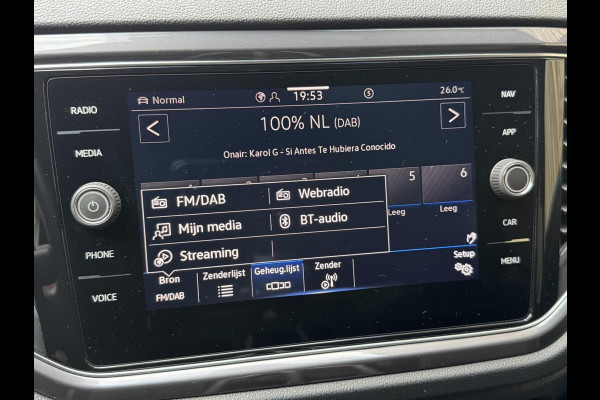 RADIO
MEDIA
PHONE
VOICE
Normal
19:53
S
26.0°C
NAV
APP
CAR
MENU
<
100% NL (DAB)
>
Onair: Karol G - Si Antes Te Hubiera Conocido
5
6
Leeg
Leeg
FM/DAB
Webradio
Mijn media
BT-audio
Streaming
Bron
FM/DAB
Zenderlijst
Geheug.lijst
Zender
Setup